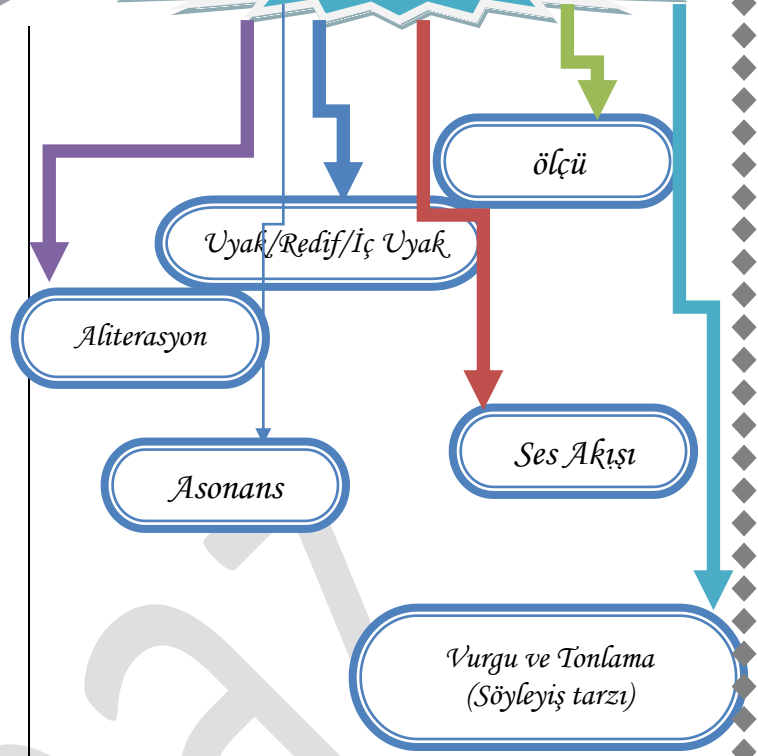 ölçü
Uyak/Redif/İç Uyak
Aliterasyon
Ses Akışı
Asonans
Vurgu ve Tonlama
(Söyleyiş tarzı)